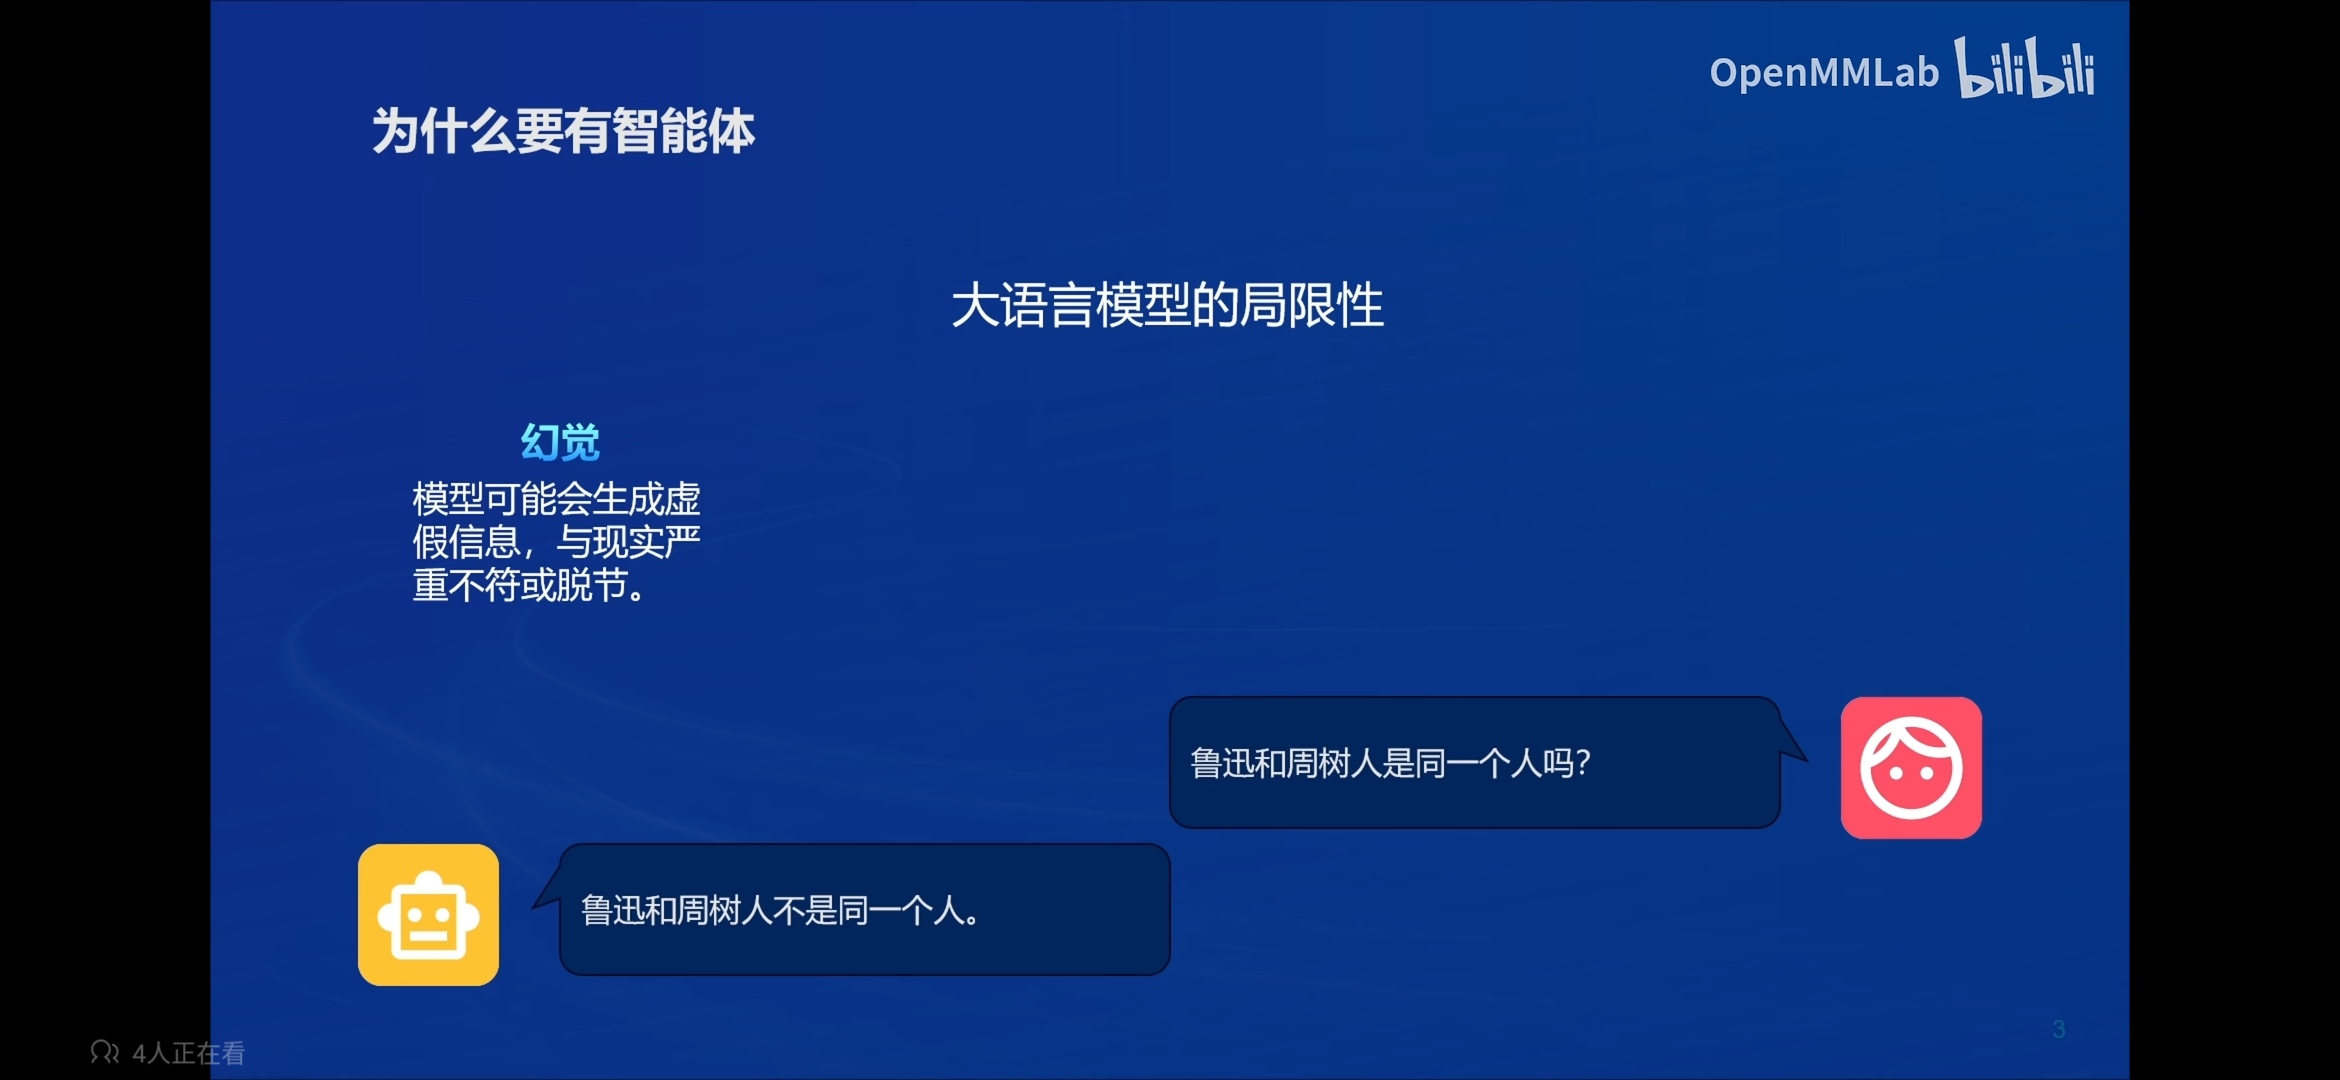 OpenMMLab bilibili
为什么要有智能体
大语言模型的局限性
幻觉
模型可能会生成虚
假信息，与现实严
重不符或脱节。
鲁迅和周树人是同一个人吗？
鲁迅和周树人不是同一个人。
3
4人正在看